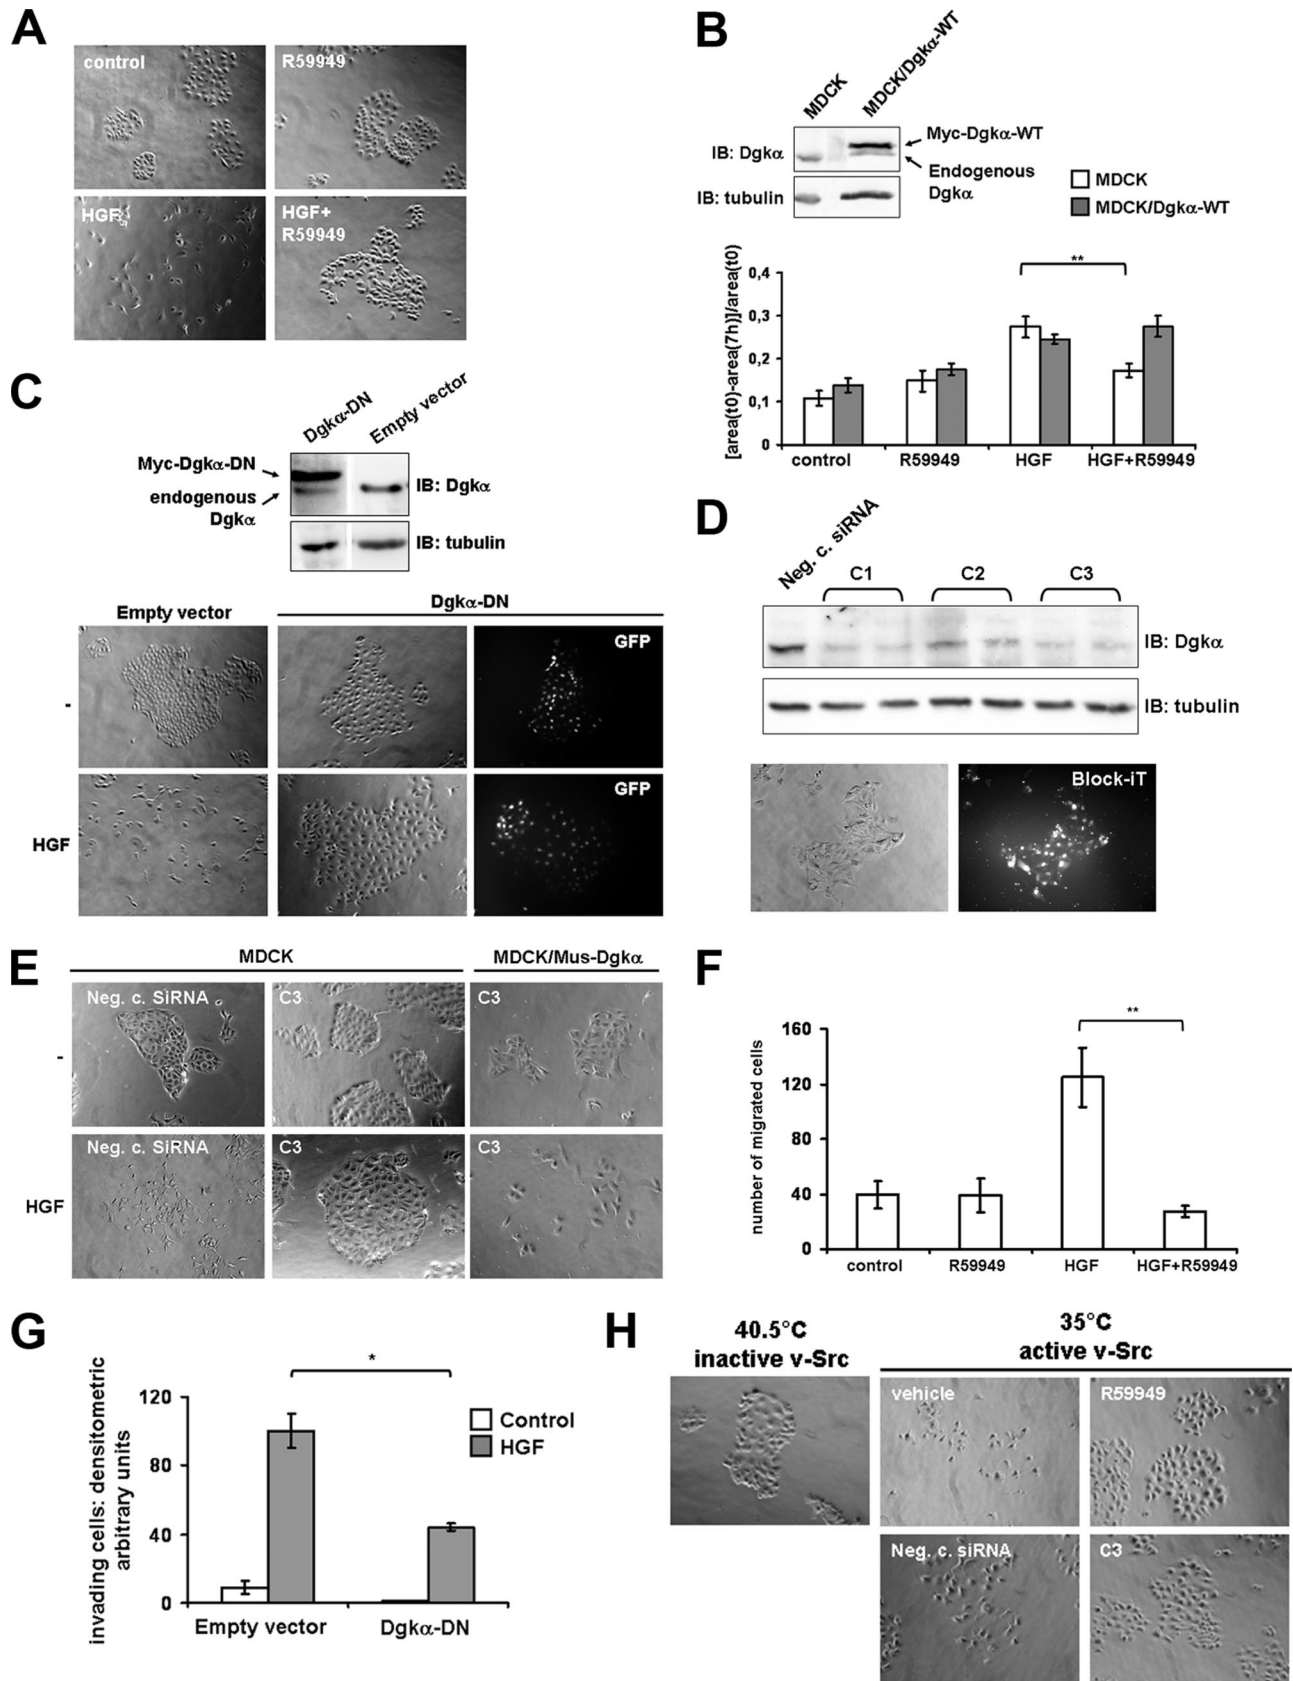 A
control
R59949
HGF
HGF+
R59949
B
MDCK
MDCK/Dgkα-WT
IB: Dgkα
Myc-Dgkα-WT
Endogenous
Dgkα
IB: tubulin
MDCK
MDCK/Dgkα-WT
**
[area(t0)-area(7h)]/area(t0)
0,4
0,3
0,2
0,1
0
control
R59949
HGF
HGF+R59949
C
Dgkα-DN
Empty vector
Myc-Dgkα-DN
endogenous
Dgkα
IB: Dgkα
IB: tubulin
Empty vector
Dgkα-DN
-
GFP
HGF
GFP
D
Neg. c. siRNA
C1
C2
C3
IB: Dgkα
IB: tubulin
Block-iT
E
MDCK
MDCK/Mus-Dgkα
-
Neg. c. SiRNA
C3
C3
HGF
Neg. c. SiRNA
C3
C3
F
number of migrated cells
160
120
80
40
0
**
control
R59949
HGF
HGF+R59949
G
invading cells: densitometric
arbitrary units
120
80
40
0
*
Control
HGF
Empty vector
Dgkα-DN
H
40.5°C
inactive v-Src
35°C
active v-Src
vehicle
R59949
Neg. c. siRNA
C3